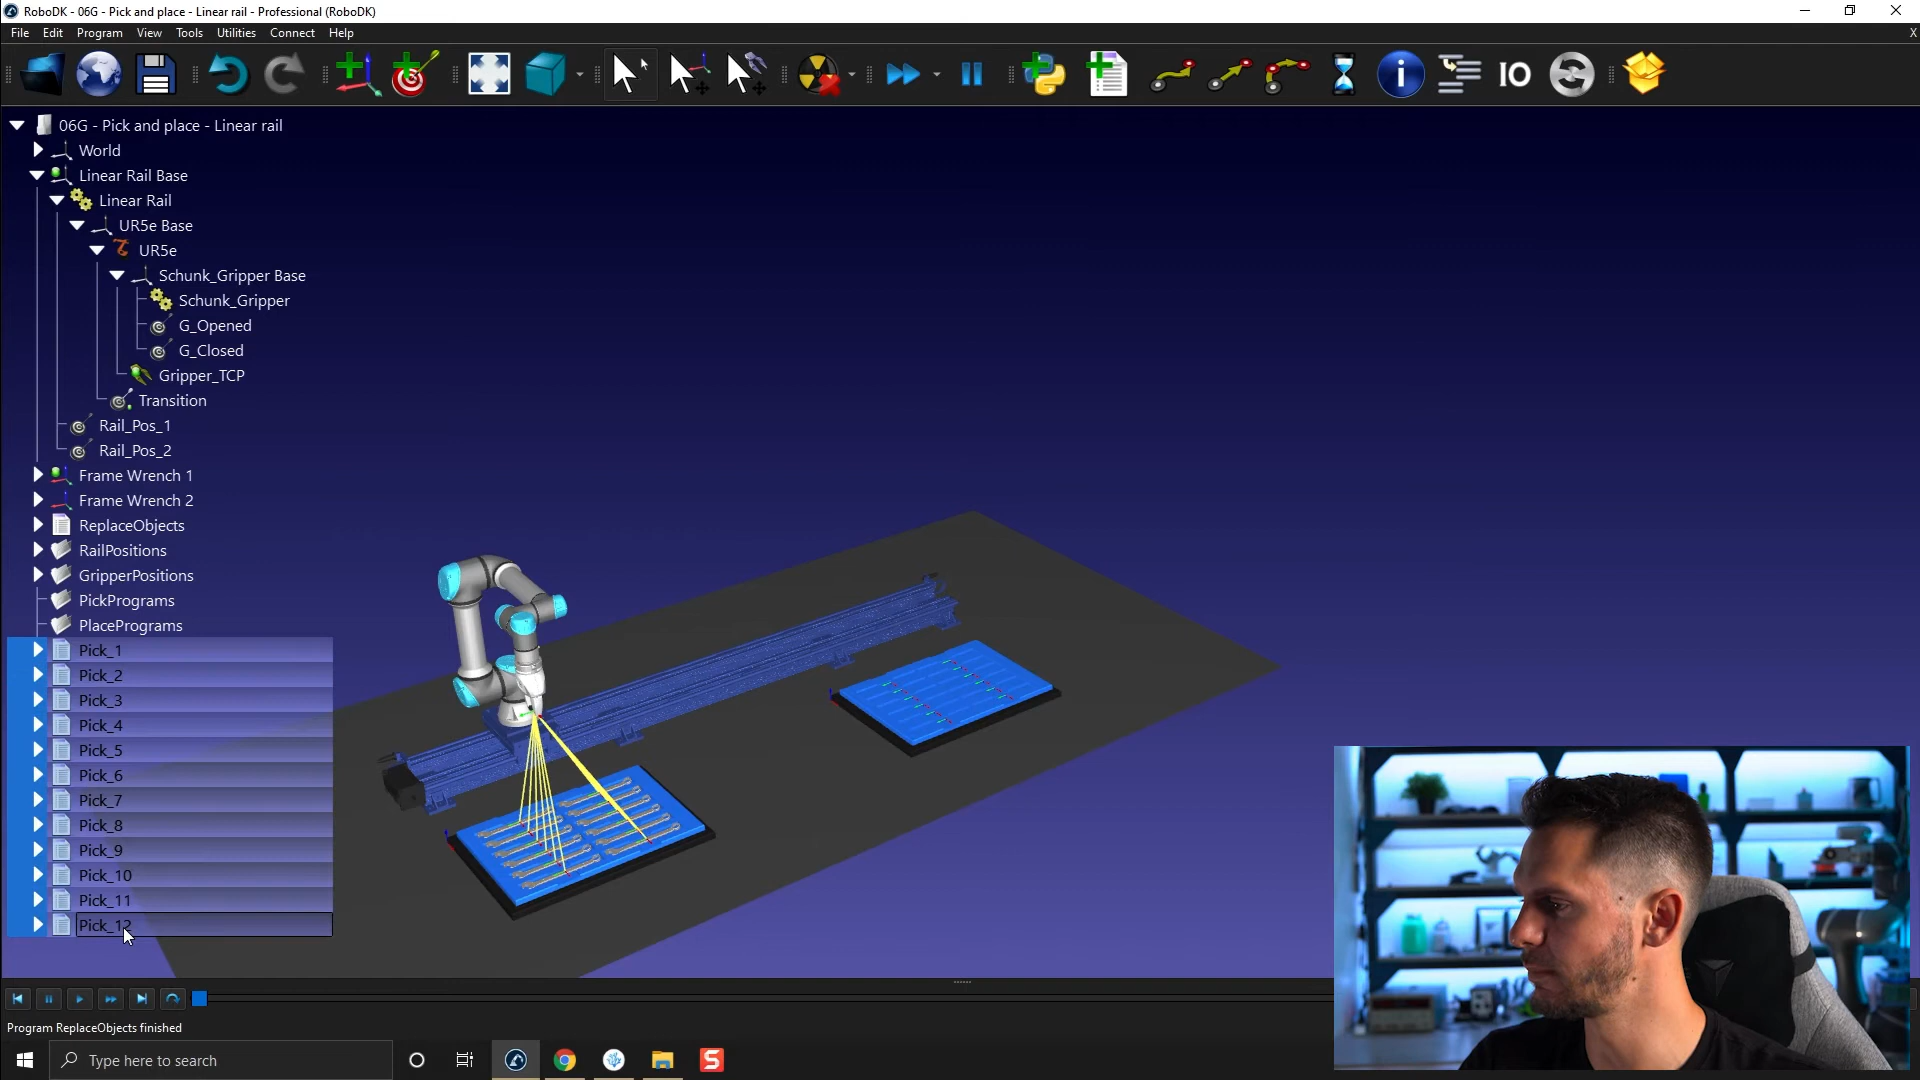 RoboDK - 06G - Pick and place - Linear rail - Professional (RoboDK)
File Edit Program View Tools Utilities Connect Help X
IO
06G - Pick and place - Linear rail
World
Linear Rail Base
Linear Rail
UR5e Base
UR5e
Schunk_Gripper Base
Schunk_Gripper
G_Opened
G_Closed
Gripper_TCP
Transition
Rail_Pos_1
Rail_Pos_2
Frame Wrench 1
Frame Wrench 2
ReplaceObjects
RailPositions
GripperPositions
PickPrograms
PlacePrograms
Pick_1
Pick_2
Pick_3
Pick_4
Pick_5
Pick_6
Pick_7
Pick_8
Pick_9
Pick_10
Pick_11
Pick_12
Program ReplaceObjects finished
Type here to search